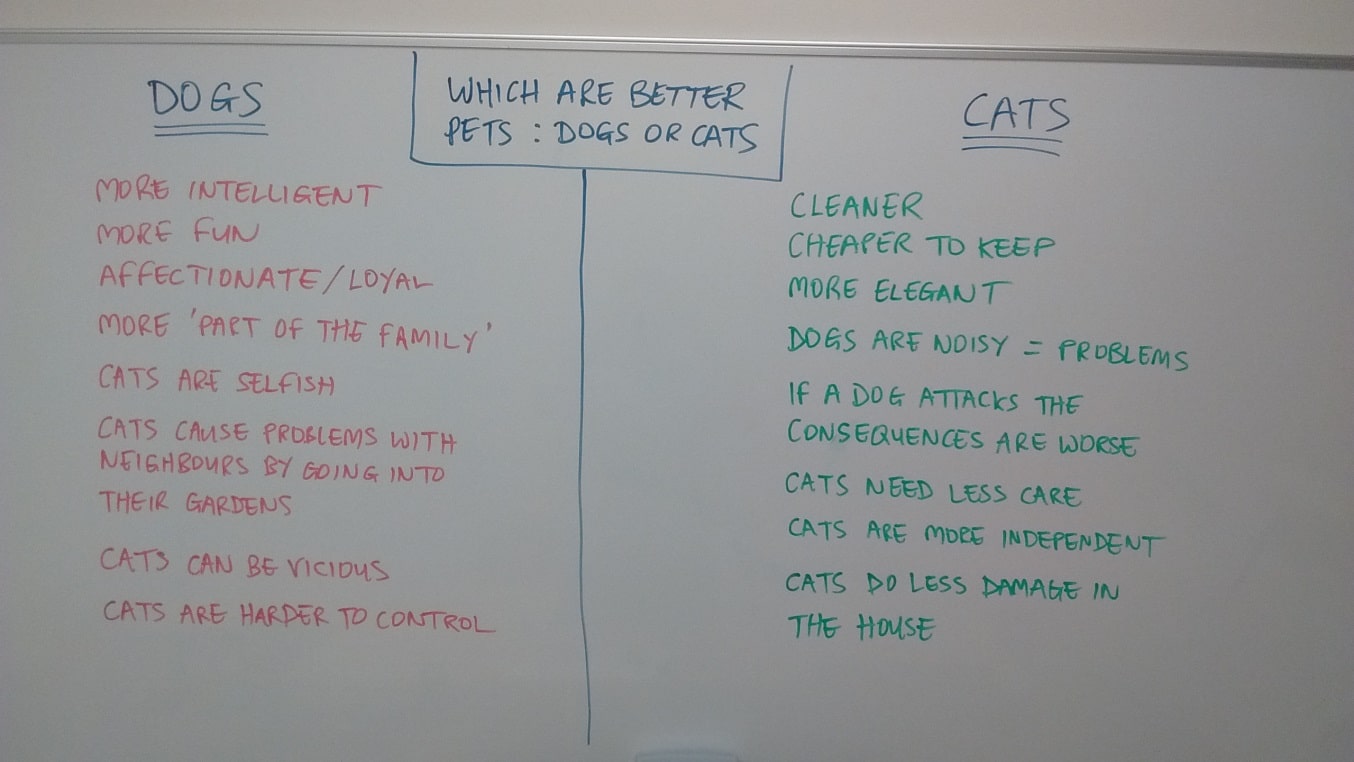 DOGS
WHICH ARE BETTER
PETS : DOGS OR CATS
CATS
MORE INTELLIGENT
MORE FUN
AFFECTIONATE/LOYAL
MORE 'PART OF THE FAMILY'
CATS ARE SELFISH
CATS CAUSE PROBLEMS WITH
NEIGHBOURS BY GOING INTO
THEIR GARDENS
CATS CAN BE VICIOUS
CATS ARE HARDER TO CONTROL
CLEANER
CHEAPER TO KEEP
MORE ELEGANT
DOGS ARE NOISY = PROBLEMS
IF A DOG ATTACKS THE
CONSEQUENCES ARE WORSE
CATS NEED LESS CARE
CATS ARE MORE INDEPENDENT
CATS DO LESS DAMAGE IN
THE HOUSE